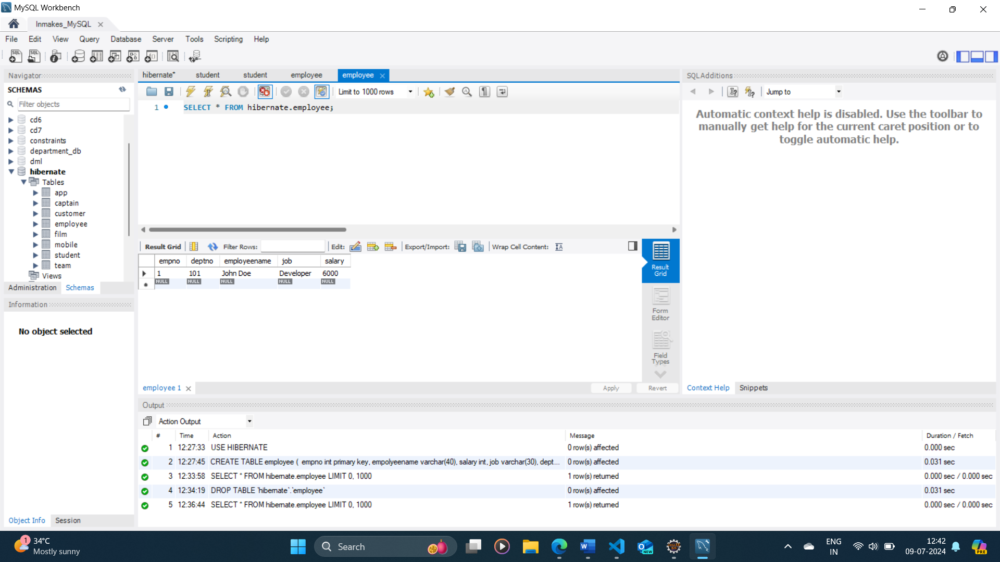 MySQL Workbench
Inmakes_MySQL
File Edit View Query Database Server Tools Scripting Help
Navigator
SCHEMAS
Filter objects
cd6
cd7
constraints
department_db
dml
hibernate
Tables
app
captain
customer
employee
film
mobile
student
team
Views
Administration Schemas
Information
No object selected
Object Info Session
hibernate* student student employee employee
Limit to 1000 rows
1 SELECT * FROM hibernate.employee;
Result Grid Filter Rows: Edit: Export/Import: Wrap Cell Content:
empno deptno employeename job salary
1 101 John Doe Developer 6000
NULL NULL NULL NULL NULL
Result
Grid
Form
Editor
Field
Types
employee 1
Apply Revert
SQLAdditions
Jump to
Automatic context help is disabled. Use the toolbar to
manually get help for the current caret position or to
toggle automatic help.
Context Help Snippets
Output
Action Output
# Time Action Message Duration / Fetch
1 12:27:33 USE HIBERNATE 0 row(s) affected 0.000 sec
2 12:27:45 CREATE TABLE employee ( empno int primary key, empolyeename varchar(40), salary int, job varchar(30), dept... 0 row(s) affected 0.031 sec
3 12:33:58 SELECT * FROM hibernate.employee LIMIT 0, 1000 1 row(s) returned 0.000 sec / 0.000 sec
4 12:34:19 DROP TABLE `hibernate`.`employee` 0 row(s) affected 0.031 sec
5 12:36:44 SELECT * FROM hibernate.employee LIMIT 0, 1000 1 row(s) returned 0.000 sec / 0.000 sec
1
34°C
Mostly sunny
Search
NEW
ENG
IN
12:42
09-07-2024
PRE